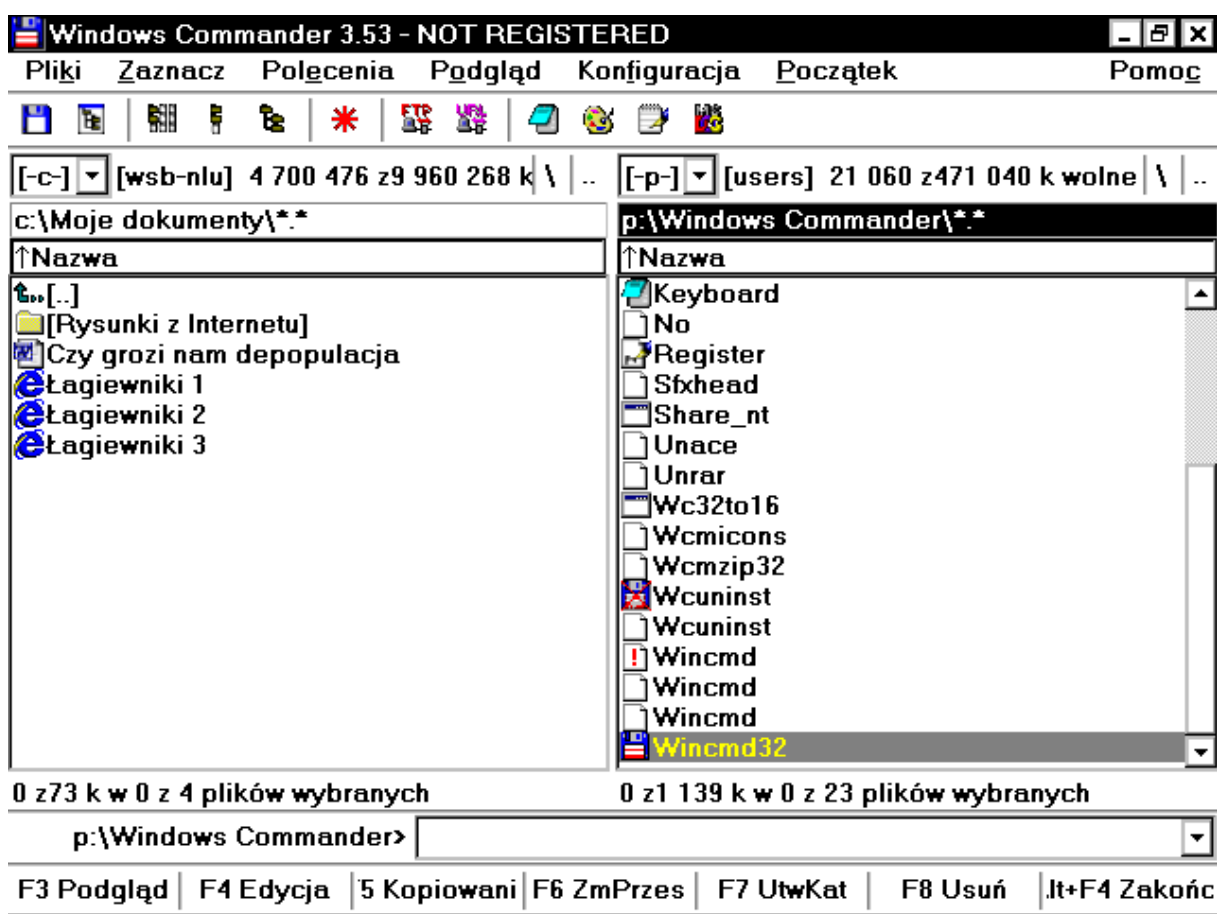 Windows Commander 3.53 - NOT REGISTERED
Pliki Zaznacz Polecenia Podgląd Konfiguracja Początek Pomoc
FTP
[-c-] [wsb-nlu] 4 700 476 z9 960 268 k \ .. [-p-] [users] 21 060 z471 040 k wolne \ ..
c:\Moje dokumenty\*.* p:\Windows Commander\*.*
↑Nazwa ↑Nazwa
[..]
[Rysunki z Internetu]
Czy grozi nam depopulacja
Łagiewniki 1
Łagiewniki 2
Łagiewniki 3
Keyboard
No
Register
Sfxhead
Share_nt
Unace
Unrar
Wc32to16
Wcmicons
Wcmzip32
Wcuninst
Wcuninst
Wincmd
Wincmd
Wincmd
Wincmd32
0 z73 k w 0 z 4 plików wybranych 0 z1 139 k w 0 z 23 plików wybranych
p:\Windows Commander>
F3 Podgląd F4 Edycja 5 Kopiowani F6 ZmPrzes F7 UtwKat F8 Usuń lt+F4 Zakońc